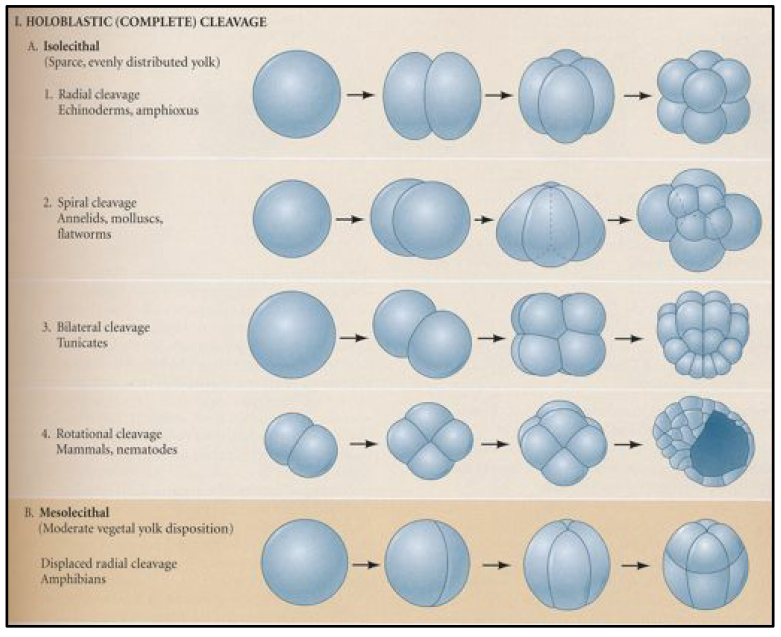 I. HOLOBLASTIC (COMPLETE) CLEAVAGE
A. Isolecithal
(Sparce, evenly distributed yolk)
1. Radial cleavage
Echinoderms, amphioxus
2. Spiral cleavage
Annelids, molluscs,
flatworms
3. Bilateral cleavage
Tunicates
4. Rotational cleavage
Mammals, nematodes
B. Mesolecithal
(Moderate vegetal yolk disposition)
Displaced radial cleavage
Amphibians